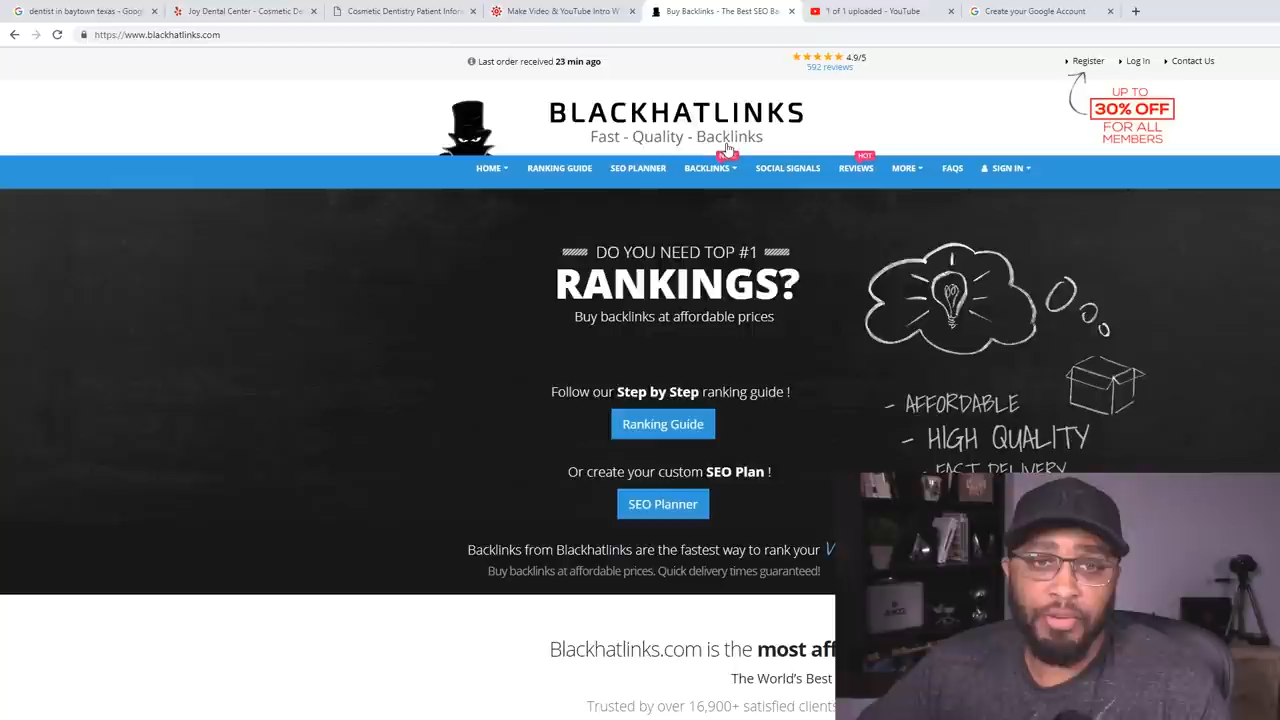 dentist in baytown texas - Goog
Joy Dental Center - Cosmetic De
Cosmetic Dentistry Patient Infor
Make Video & YouTube Intro W
Buy Backlinks - The Best SEO Ba
1 of 1 uploaded - YouTube
Create your Google Account
https://www.blackhatlinks.com
Last order received 23 min ago
4.9/5
592 reviews
Register
Log In
Contact Us
BLACKHATLINKS
Fast - Quality - Backlinks
UP TO
30% OFF
FOR ALL
MEMBERS
HOT
HOME
RANKING GUIDE
SEO PLANNER
BACKLINKS
SOCIAL SIGNALS
REVIEWS
MORE
FAQS
SIGN IN
DO YOU NEED TOP #1
RANKINGS?
Buy backlinks at affordable prices
Follow our Step by Step ranking guide !
Ranking Guide
Or create your custom SEO Plan !
SEO Planner
- AFFORDABLE
- HIGH QUALITY
- FAST DELIVERY
Backlinks from Blackhatlinks are the fastest way to rank your
Buy backlinks at affordable prices. Quick delivery times guaranteed!
Blackhatlinks.com is the most aff
The World's Best
Trusted by over 16,900+ satisfied clients